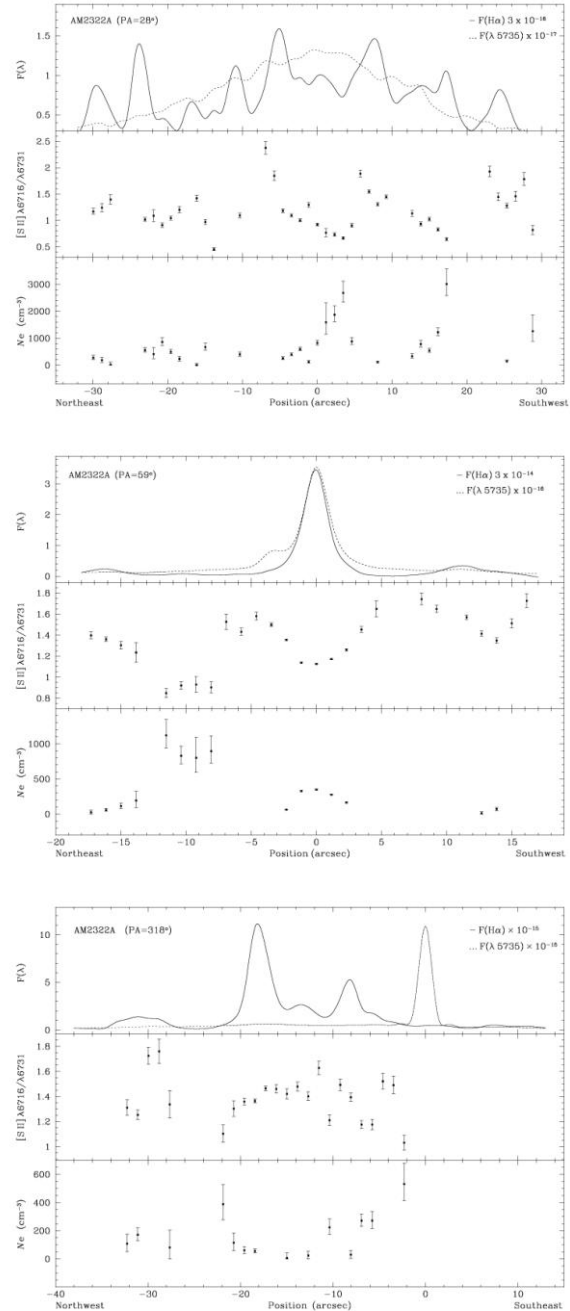 AM2322A (PA=28°)
– F(Hα) 3 x 10⁻¹⁶
... F(λ 5735) x 10⁻¹⁷
F(λ)
1.5
1
0.5
[S II] λ6716/λ6731
2.5
2
1.5
1
0.5
Ne (cm⁻³)
3000
2000
1000
0
−30 −20 −10 0 10 20 30
Northeast Position (arcsec) Southwest
AM2322A (PA=59°)
– F(Hα) 3 x 10⁻¹⁴
... F(λ 5735) x 10⁻¹⁶
F(λ)
3
2
1
0
[S II] λ6716/λ6731
1.8
1.6
1.4
1.2
1
0.8
Ne (cm⁻³)
1000
500
0
−20 −15 −10 −5 0 5 10 15
Northeast Position (arcsec) Southwest
AM2322A (PA=318°)
– F(Hα) × 10⁻¹⁵
... F(λ 5735) × 10⁻¹⁶
F(λ)
10
5
0
[S II] λ6716/λ6731
1.8
1.6
1.4
1.2
1
Ne (cm⁻³)
600
400
200
0
−40 −30 −20 −10 0
Northwest Position (arcsec) Southeast